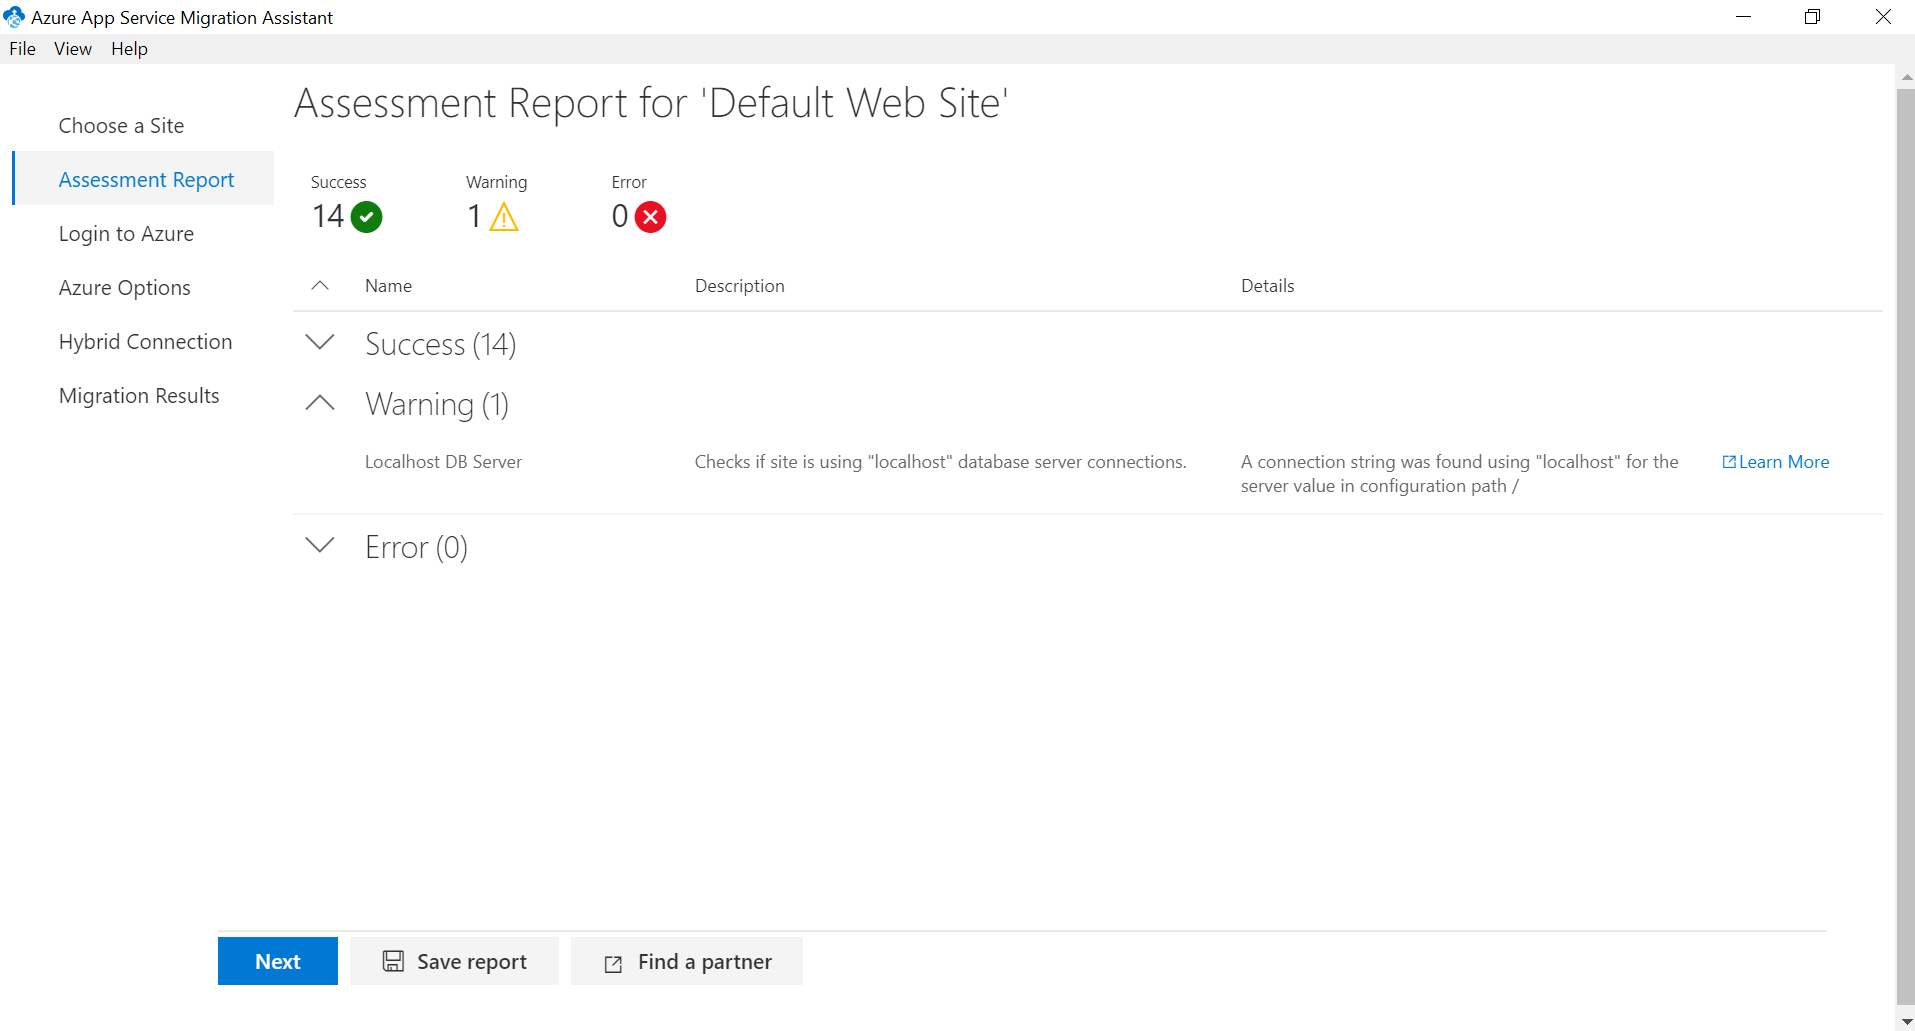 Azure App Service Migration Assistant
File View Help
Choose a Site
Assessment Report
Login to Azure
Azure Options
Hybrid Connection
Migration Results
Assessment Report for 'Default Web Site'
Success Warning Error
14 1 0
Name Description Details
Success (14)
Warning (1)
Localhost DB Server Checks if site is using "localhost" database server connections. A connection string was found using "localhost" for the Learn More
server value in configuration path /
Error (0)
Next Save report Find a partner